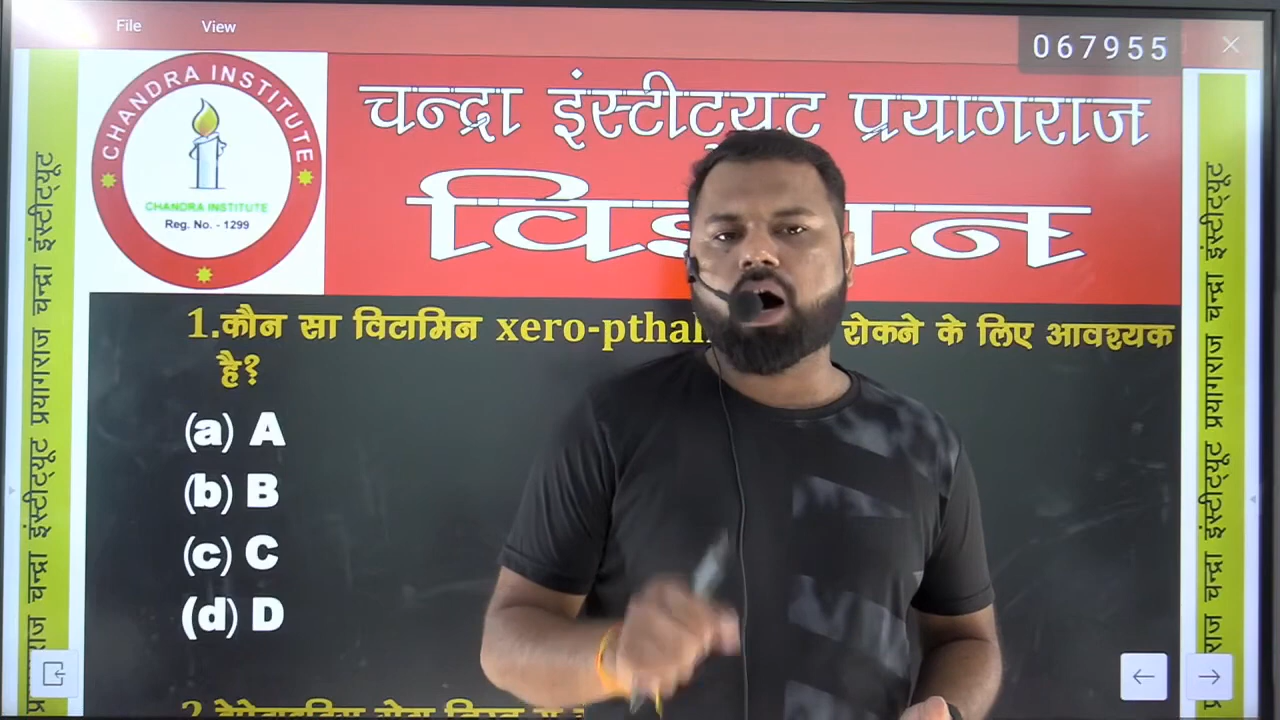 File View
067955
CHANDRA INSTITUTE
CHANDRA INSTITUTE
Reg. No. - 1299
चन्द्रा इंस्टीट्यूट प्रयागराज
1.कौन सा विटामिन xero-pthal रोकने के लिए आवश्यक
है?
(a) A
(b) B
(c) C
(d) D
चन्द्रा इंस्टीट्यूट प्रयागराज चन्द्रा इंस्टीट्यूट
चन्द्रा इंस्टीट्यूट प्रयागराज चन्द्रा इंस्टीट्यूट